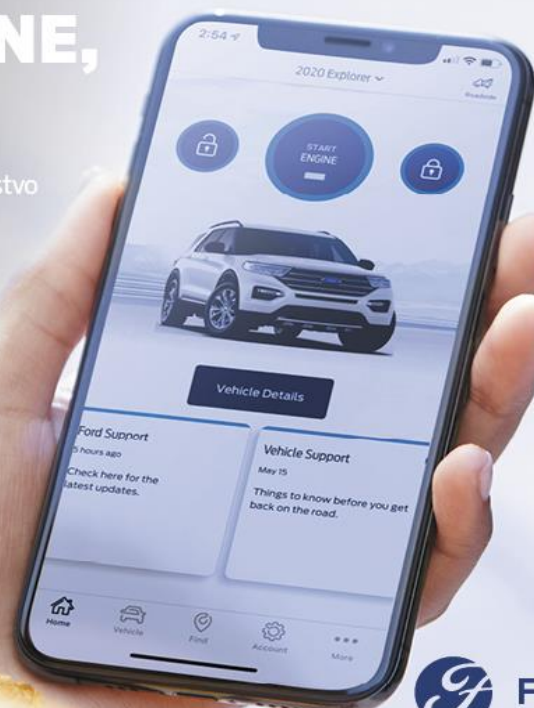 NE,
stvo
2:54
2020 Explorer
Roadside
START
ENGINE
Vehicle Details
Ford Support
5 hours ago
Check here for the
latest updates.
Vehicle Support
May 15
Things to know before you get
back on the road.
Home
Vehicle
Find
Account
More
F